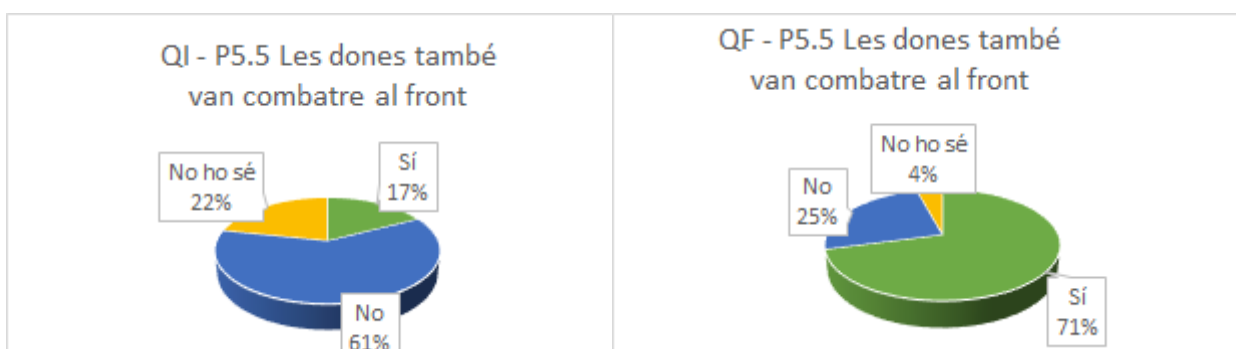 QI - P5.5 Les dones també
van combatre al front
No ho sé
22%
Sí
17%
No
61%
QF - P5.5 Les dones també
van combatre al front
No ho sé
4%
No
25%
Sí
71%